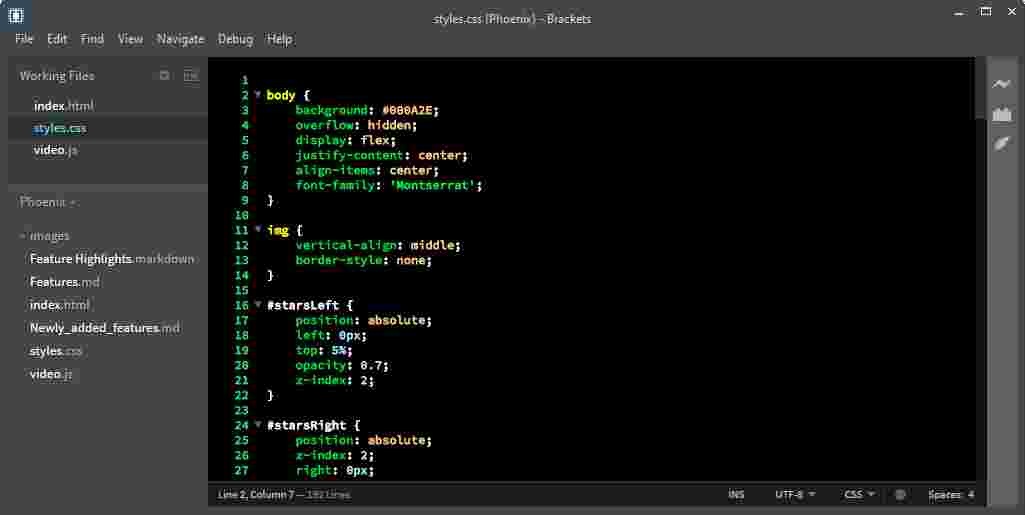 styles.css (Phoenix) - Brackets
File Edit Find View Navigate Debug Help
Working Files
index.html
styles.css
video.js
Phoenix
images
Feature Highlights.markdown
Features.md
index.html
Newly_added_features.md
styles.css
video.js
1
2 body {
3 background: #000A2E;
4 overflow: hidden;
5 display: flex;
6 justify-content: center;
7 align-items: center;
8 font-family: 'Montserrat';
9 }
10
11 img {
12 vertical-align: middle;
13 border-style: none;
14 }
15
16 #starsLeft {
17 position: absolute;
18 left: 0px;
19 top: 5%;
20 opacity: 0.7;
21 z-index: 2;
22 }
23
24 #starsRight {
25 position: absolute;
26 z-index: 2;
27 right: 0px;
Line 2, Column 7 — 192 Lines INS UTF-8 CSS Spaces: 4